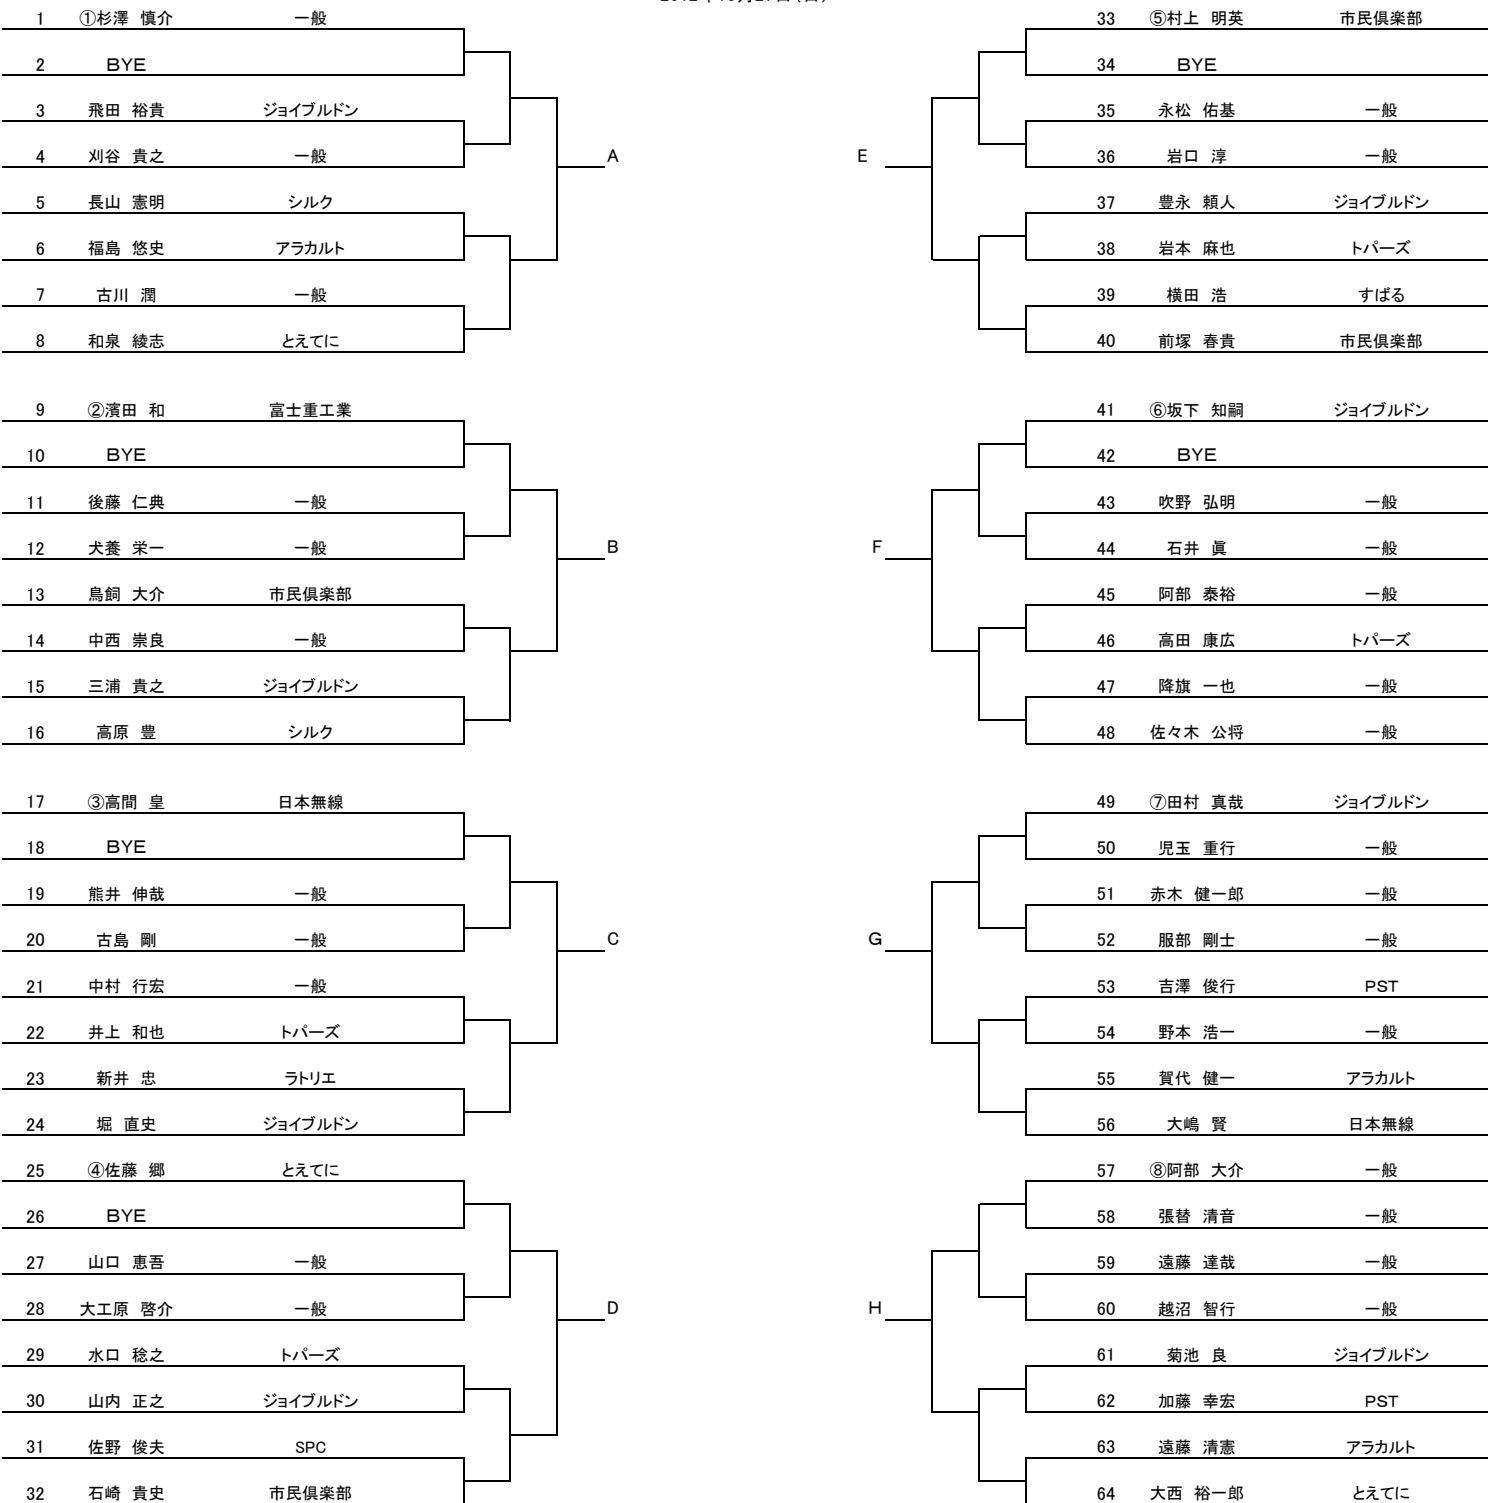 1 ①杉澤 慎介 一般
2 BYE
3 飛田 裕貴 ジョイブルドン
4 刈谷 貴之 一般
A
5 長山 憲明 シルク
6 福島 悠史 アラカルト
7 古川 潤 一般
8 和泉 綾志 とえてに
9 ②濱田 和 富士重工業
10 BYE
11 後藤 仁典 一般
12 犬養 栄一 一般
B
13 鳥飼 大介 市民倶楽部
14 中西 崇良 一般
15 三浦 貴之 ジョイブルドン
16 高原 豊 シルク
17 ③高間 皇 日本無線
18 BYE
19 熊井 伸哉 一般
20 古島 剛 一般
C
21 中村 行宏 一般
22 井上 和也 トパーズ
23 新井 忠 ラトリエ
24 堀 直史 ジョイブルドン
25 ④佐藤 郷 とえてに
26 BYE
27 山口 恵吾 一般
28 大工原 啓介 一般
D
29 水口 稔之 トパーズ
30 山内 正之 ジョイブルドン
31 佐野 俊夫 SPC
32 石崎 貴史 市民倶楽部
33 ⑤村上 明英 市民倶楽部
34 BYE
35 永松 佑基 一般
36 岩口 淳 一般
E
37 豊永 頼人 ジョイブルドン
38 岩本 麻也 トパーズ
39 横田 浩 すばる
40 前塚 春貴 市民倶楽部
41 ⑥坂下 知嗣 ジョイブルドン
42 BYE
43 吹野 弘明 一般
44 石井 眞 一般
F
45 阿部 泰裕 一般
46 高田 康広 トパーズ
47 降旗 一也 一般
48 佐々木 公将 一般
49 ⑦田村 真哉 ジョイブルドン
50 児玉 重行 一般
51 赤木 健一郎 一般
52 服部 剛士 一般
G
53 吉澤 俊行 PST
54 野本 浩一 一般
55 賀代 健一 アラカルト
56 大嶋 賢 日本無線
57 ⑧阿部 大介 一般
58 張替 清音 一般
59 遠藤 達哉 一般
60 越沼 智行 一般
H
61 菊池 良 ジョイブルドン
62 加藤 幸宏 PST
63 遠藤 清憲 アラカルト
64 大西 裕一郎 とえてに